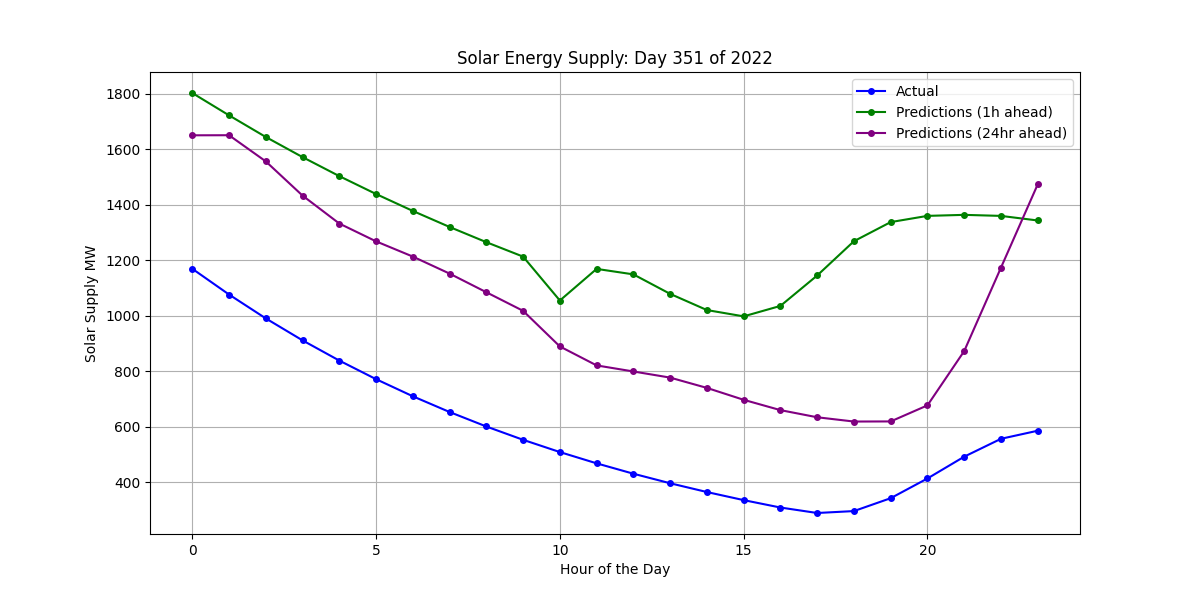 Solar Energy Supply: Day 351 of 2022
Actual
Predictions (1h ahead)
Predictions (24hr ahead)
Solar Supply MW
1800
1600
1400
1200
1000
800
600
400
0 5 10 15 20
Hour of the Day